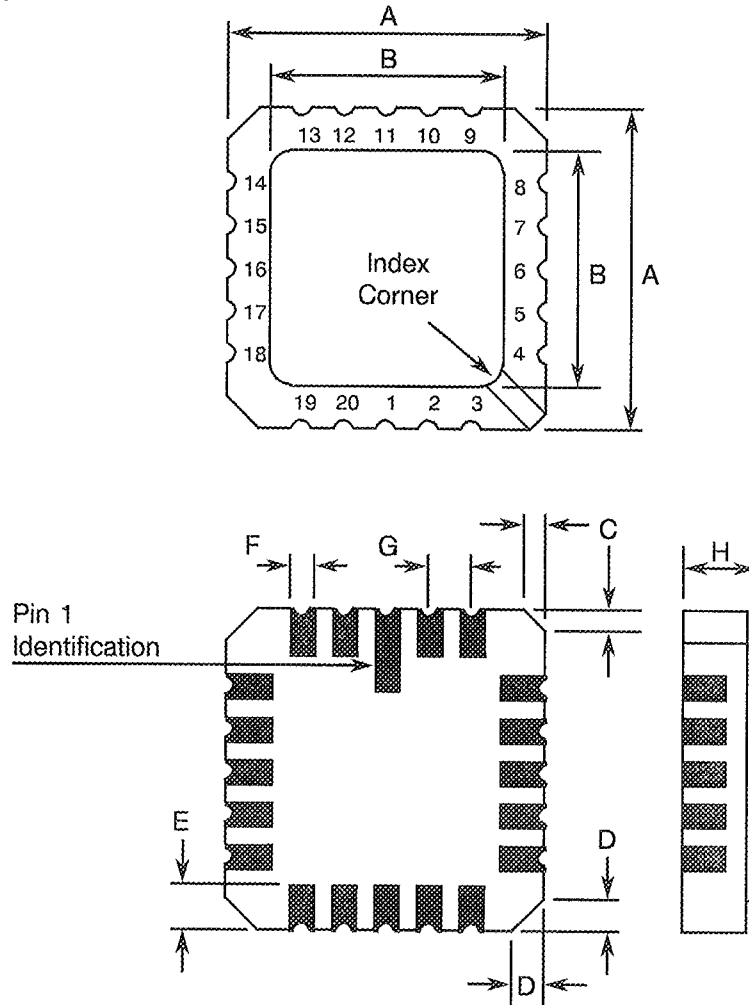 A
B
13 12 11 10 9
14 8
15 7
16 6
17 5
18 4
Index
Corner
B A
19 20 1 2 3
C
F G H
Pin 1
Identification
E
D
D